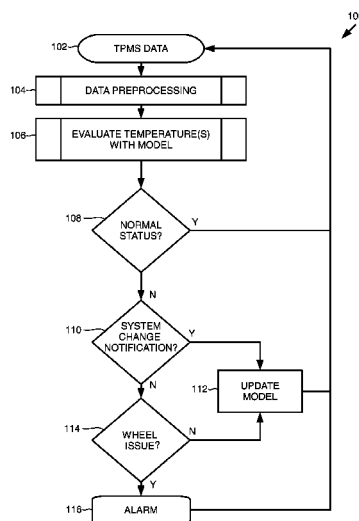 10
102
TPMS DATA
104
DATA PREPROCESSING
106
EVALUATE TEMPERATURE(S)
WITH MODEL
108
NORMAL
STATUS?
Y
N
110
SYSTEM
CHANGE
NOTIFICATION?
Y
N
112
UPDATE
MODEL
114
WHEEL
ISSUE?
N
Y
116
ALARM